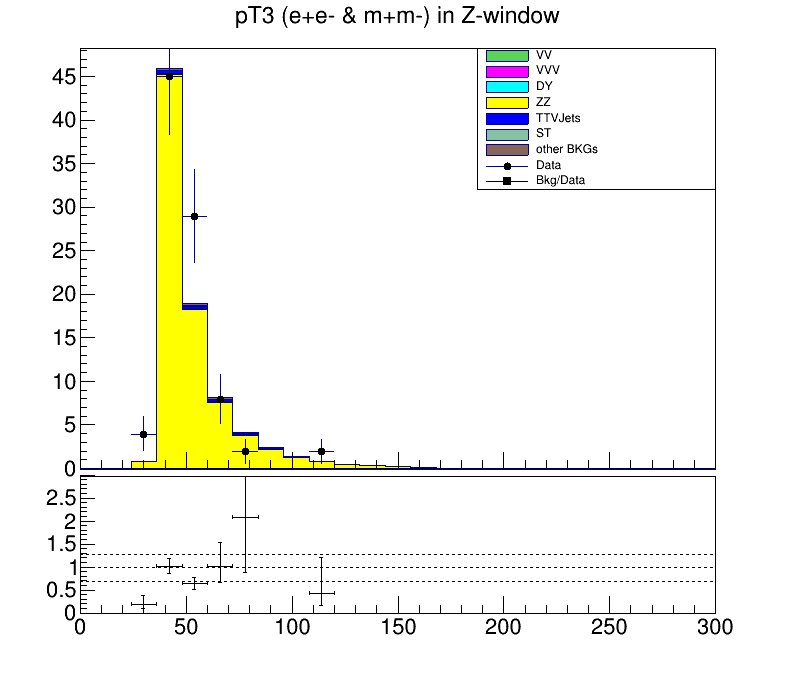 pT3 (e+e- & m+m-) in Z-window
VV
VVV
DY
ZZ
TTVJets
ST
other BKGs
Data
Bkg/Data
45
40
35
30
25
20
15
10
5
0
2.5
2
1.5
1
0.5
0
0 50 100 150 200 250 300